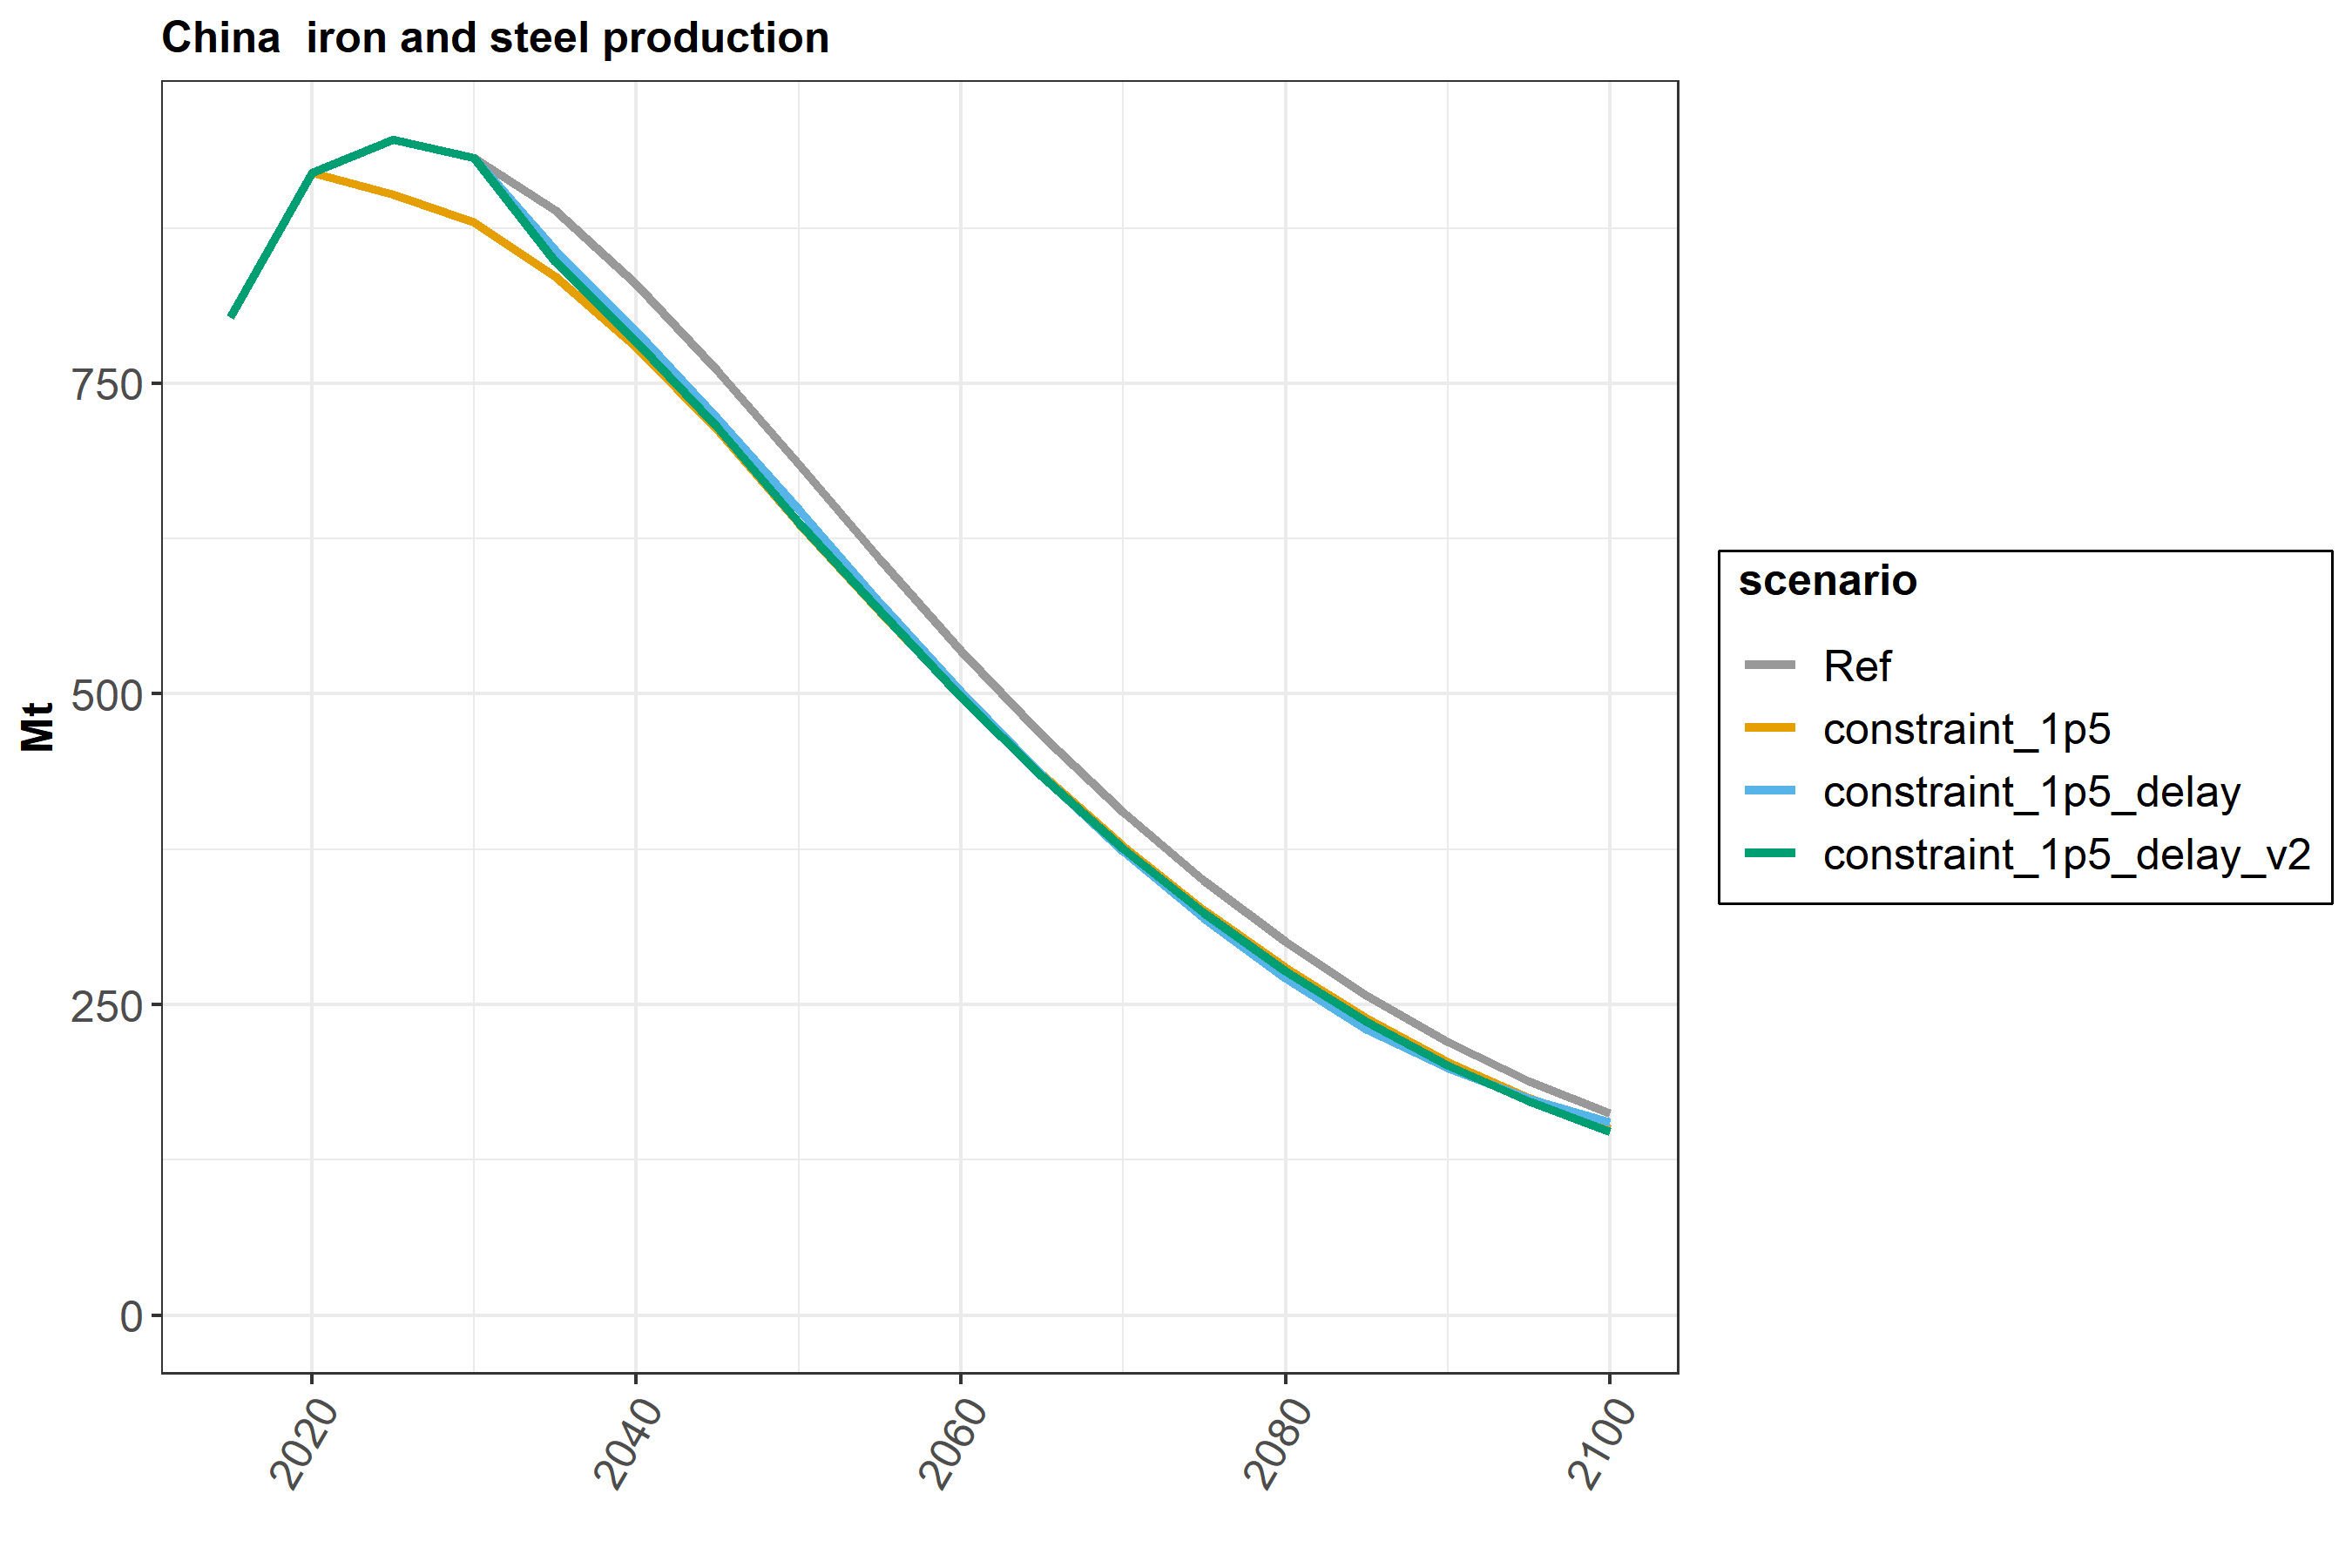 China  iron and steel production
Mt
750
500
250
0
2020
2040
2060
2080
2100
scenario
Ref
constraint_1p5
constraint_1p5_delay
constraint_1p5_delay_v2